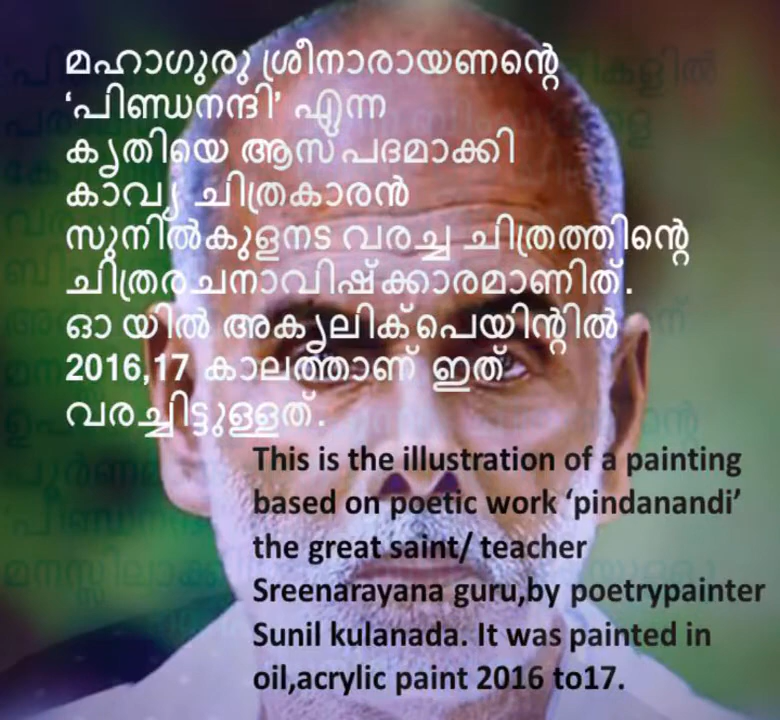 മഹാഗുരു ശ്രീനാരായണന്റെ
‘പിണ്ഡനന്ദി’ എന്ന
കൃതിയെ ആസ്പദമാക്കി
കാവ്യ ചിത്രകാരൻ
സുനിൽകുളനട വരച്ച ചിത്രത്തിന്റെ
ചിത്രരചനാവിഷ്ക്കാരമാണിത്.
ഓ യിൽ അകൃലിക് പെയിന്റിൽ
2016,17 കാലത്താണ് ഇത്
വരച്ചിട്ടുള്ളത്.
This is the illustration of a painting
based on poetic work ‘pindanandi’
the great saint/ teacher
Sreenarayana guru,by poetrypainter
Sunil kulanada. It was painted in
oil,acrylic paint 2016 to17.